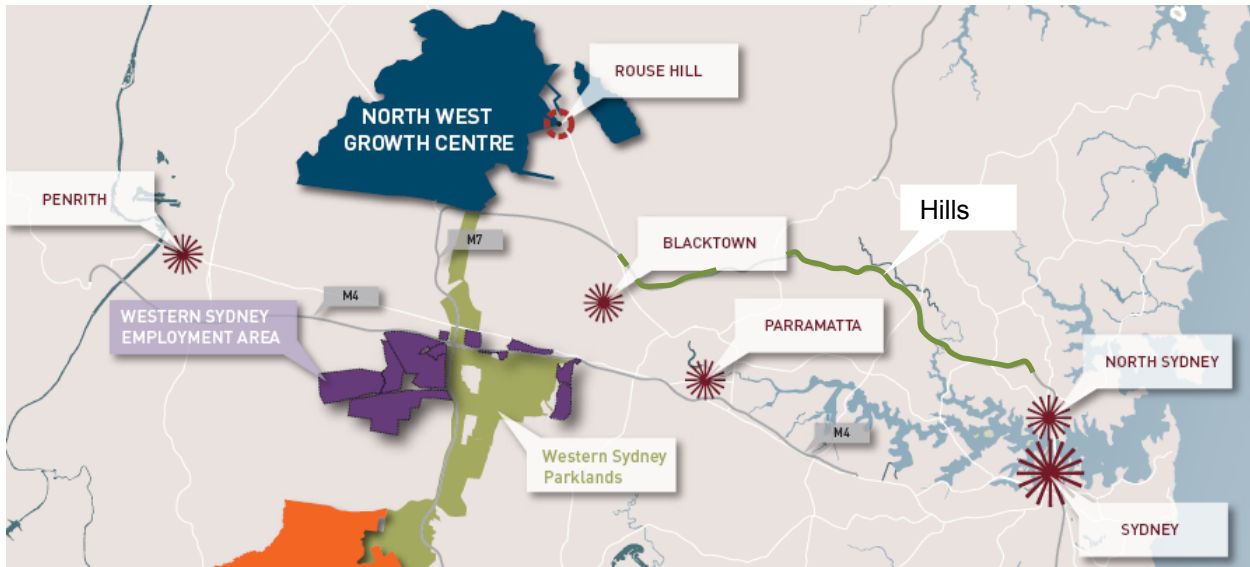 ROUSE HILL
NORTH WEST
GROWTH CENTRE
PENRITH
Hills
M7
BLACKTOWN
M4
WESTERN SYDNEY
EMPLOYMENT AREA
PARRAMATTA
NORTH SYDNEY
M4
Western Sydney
Parklands
SYDNEY